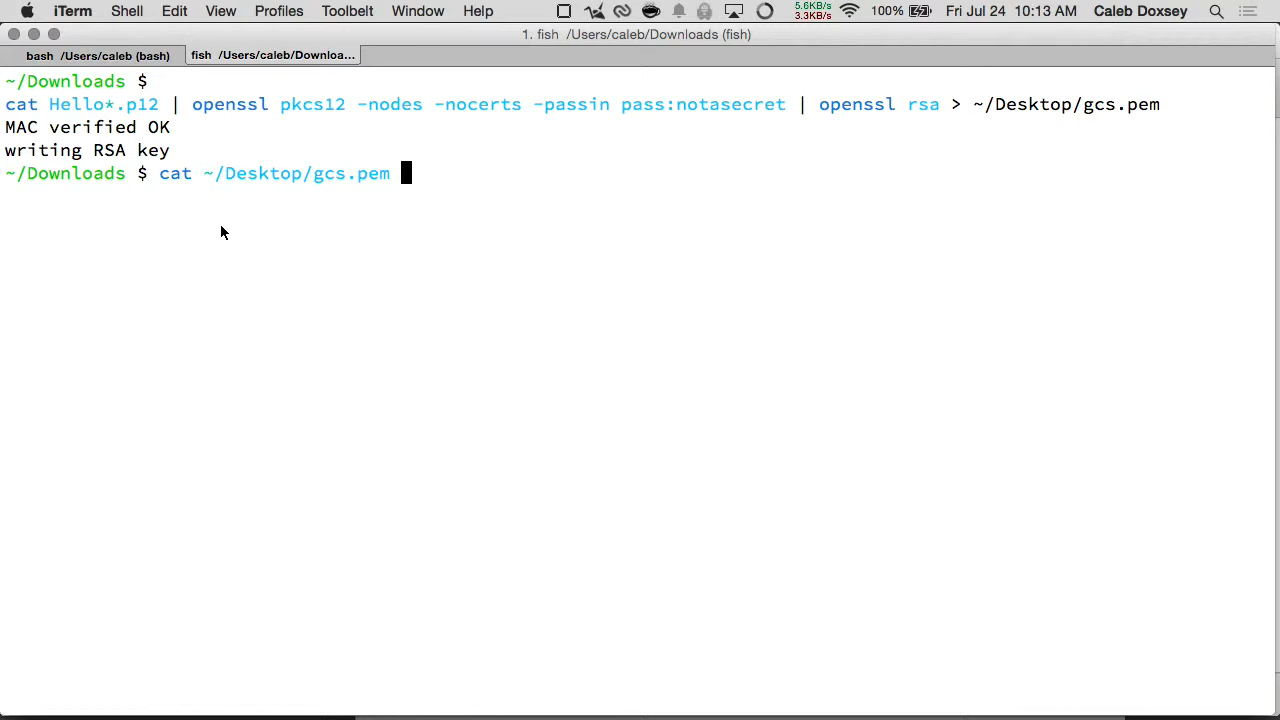 iTerm Shell Edit View Profiles Toolbelt Window Help 5.6KB/s 3.3KB/s 100% Fri Jul 24 10:13 AM Caleb Doxsey
1. fish /Users/caleb/Downloads (fish)
bash /Users/caleb (bash) fish /Users/caleb/Downloa...
~/Downloads $
cat Hello*.p12 | openssl pkcs12 -nodes -nocerts -passin pass:notasecret | openssl rsa > ~/Desktop/gcs.pem
MAC verified OK
writing RSA key
~/Downloads $ cat ~/Desktop/gcs.pem